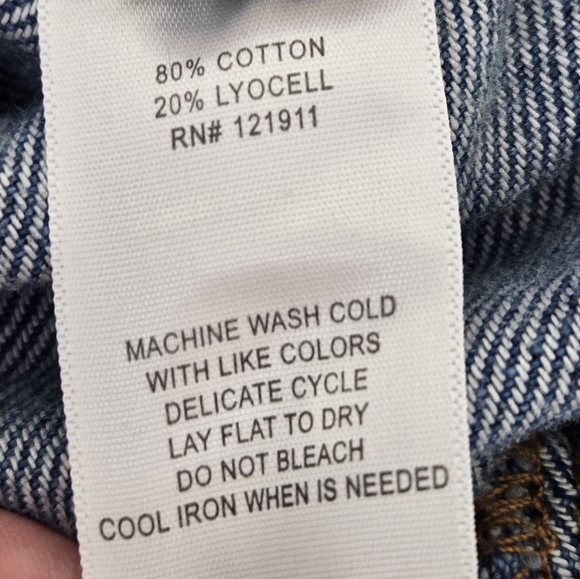 80% COTTON
20% LYOCELL
RN# 121911
MACHINE WASH COLD
WITH LIKE COLORS
DELICATE CYCLE
LAY FLAT TO DRY
DO NOT BLEACH
COOL IRON WHEN IS NEEDED